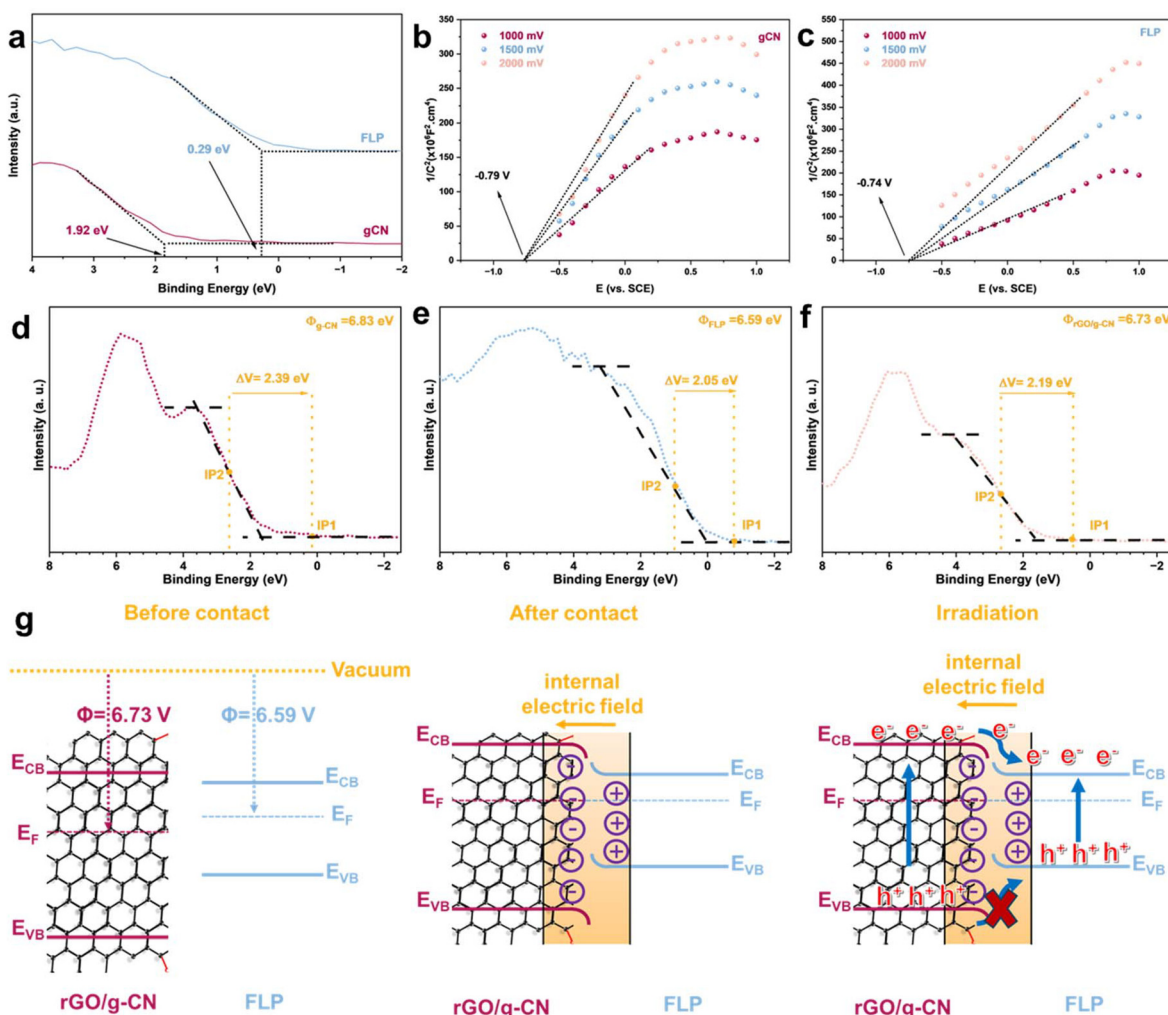 a
Intensity (a.u.)
FLP
0.29 eV
gCN
1.92 eV
4 3 2 1 0 −1 −2
Binding Energy (eV)
b
1000 mV
1500 mV
2000 mV
gCN
1/C²(x10⁶F².cm⁴)
350
300
250
200
150
100
50
0
-0.79 V
−1.0 −0.5 0.0 0.5 1.0
E (vs. SCE)
c
1000 mV
1500 mV
2000 mV
FLP
1/C²(x10⁶F².cm⁴)
550
500
450
400
350
300
250
200
150
100
50
0
-0.74 V
−1.0 −0.5 0.0 0.5 1.0
E (vs. SCE)
d
Φg-CN =6.83 eV
ΔV= 2.39 eV
IP2
IP1
Intensity (a. u.)
8 6 4 2 0 −2
Binding Energy (eV)
e
ΦFLP =6.59 eV
ΔV= 2.05 eV
IP2
IP1
Intensity (a. u.)
8 6 4 2 0 −2
Binding Energy (eV)
f
ΦrGO/g-CN =6.73 eV
ΔV= 2.19 eV
IP2
IP1
Intensity (a. u.)
8 6 4 2 0 −2
Binding Energy (eV)
g
Before contact
Vacuum
Φ= 6.73 V Φ= 6.59 V
ECB
ECB
EF
EF
EVB
EVB
rGO/g-CN FLP
After contact
internal
electric field
ECB
ECB
EF
EF
EVB
EVB
- - - - -
+ + +
rGO/g-CN FLP
Irradiation
internal
electric field
e⁻ e⁻ e⁻ e⁻
e⁻ e⁻ e⁻
ECB
ECB
EF
EF
h⁺ h⁺ h⁺
EVB
h⁺ h⁺ h⁺
EVB
- - - - -
+ + +
rGO/g-CN FLP